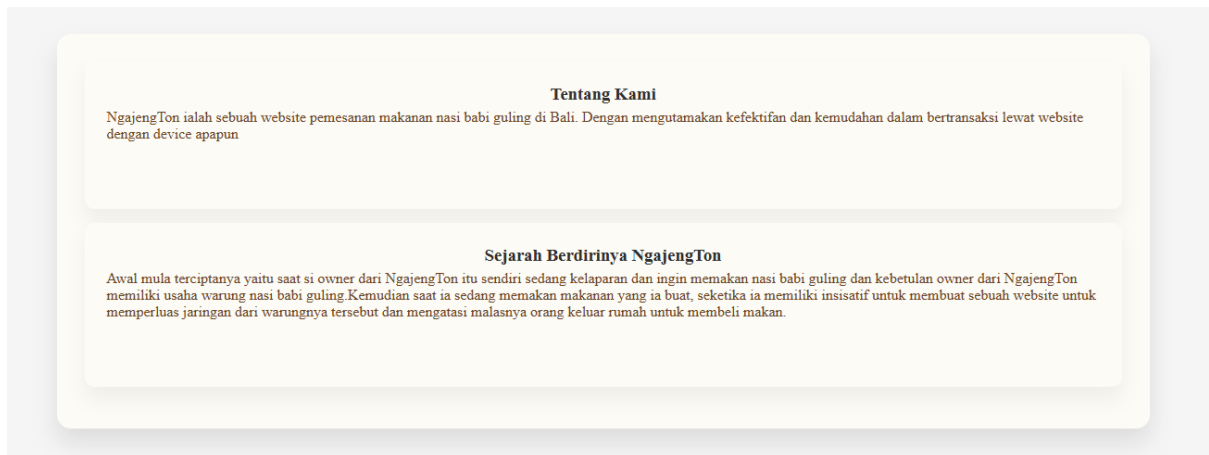 Tentang Kami
NgajengTon ialah sebuah website pemesanan makanan nasi babi guling di Bali. Dengan mengutamakan kefektifan dan kemudahan dalam bertransaksi lewat website
dengan device apapun
Sejarah Berdirinya NgajengTon
Awal mula terciptanya yaitu saat si owner dari NgajengTon itu sendiri sedang kelaparan dan ingin memakan nasi babi guling dan kebetulan owner dari NgajengTon
memiliki usaha warung nasi babi guling.Kemudian saat ia sedang memakan makanan yang ia buat, seketika ia memiliki insisatif untuk membuat sebuah website untuk
memperluas jaringan dari warungnya tersebut dan mengatasi malasnya orang keluar rumah untuk membeli makan.